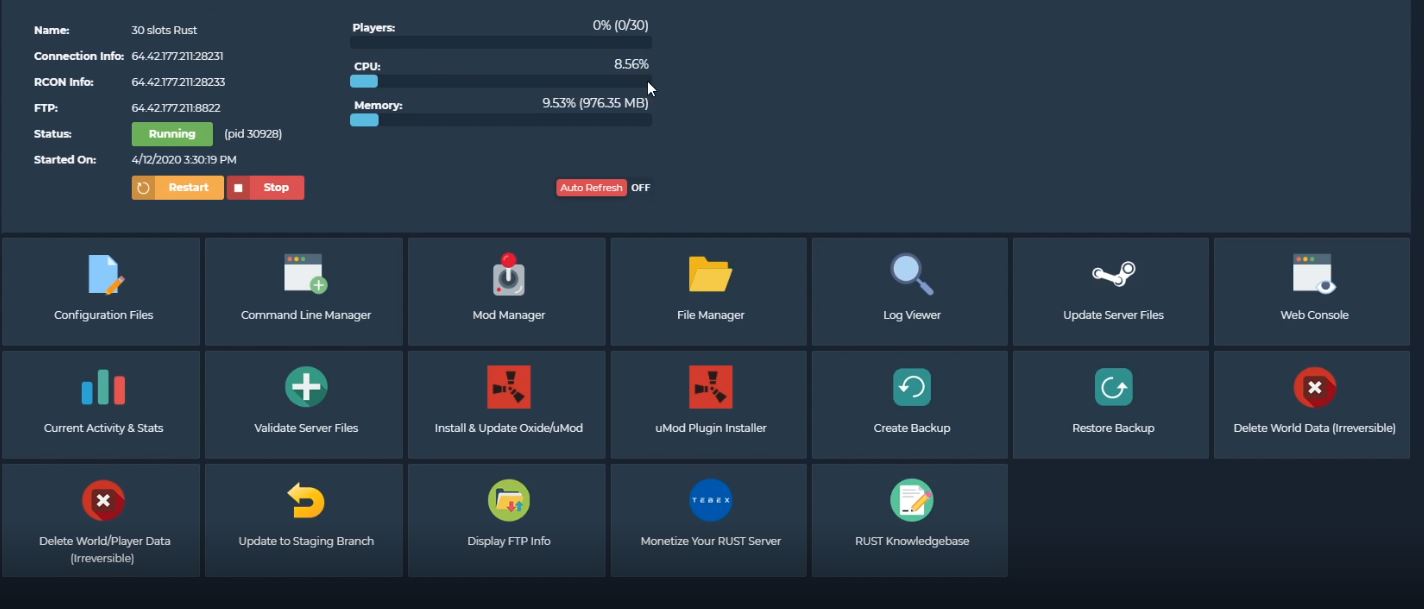 Name: 30 slots Rust
Connection Info: 64.42.177.211:28231
RCON Info: 64.42.177.211:28233
FTP: 64.42.177.211:8822
Status: Running (pid 30928)
Started On: 4/12/2020 3:30:19 PM
Restart Stop
Players: 0% (0/30)
CPU: 8.56%
Memory: 9.53% (976.35 MB)
Auto Refresh OFF
Configuration Files
Command Line Manager
Mod Manager
File Manager
Log Viewer
Update Server Files
Web Console
Current Activity & Stats
Validate Server Files
Install & Update Oxide/uMod
uMod Plugin Installer
Create Backup
Restore Backup
Delete World Data (Irreversible)
Delete World/Player Data
(Irreversible)
Update to Staging Branch
Display FTP Info
TEBEX
Monetize Your RUST Server
RUST Knowledgebase